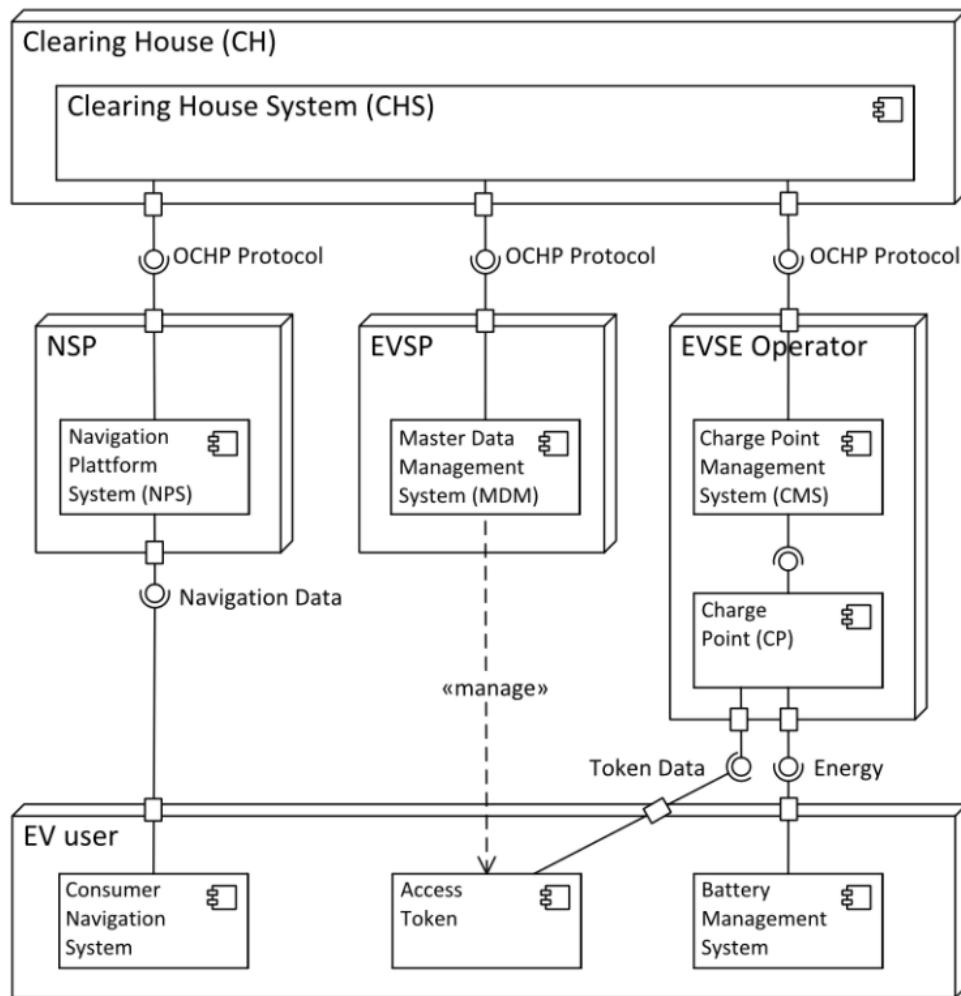 Clearing House (CH)
Clearing House System (CHS)
OCHP Protocol
OCHP Protocol
OCHP Protocol
NSP
EVSP
EVSE Operator
Navigation
Plattform
System (NPS)
Master Data
Management
System (MDM)
Charge Point
Management
System (CMS)
Navigation Data
Charge
Point (CP)
«manage»
Token Data
Energy
EV user
Consumer
Navigation
System
Access
Token
Battery
Management
System